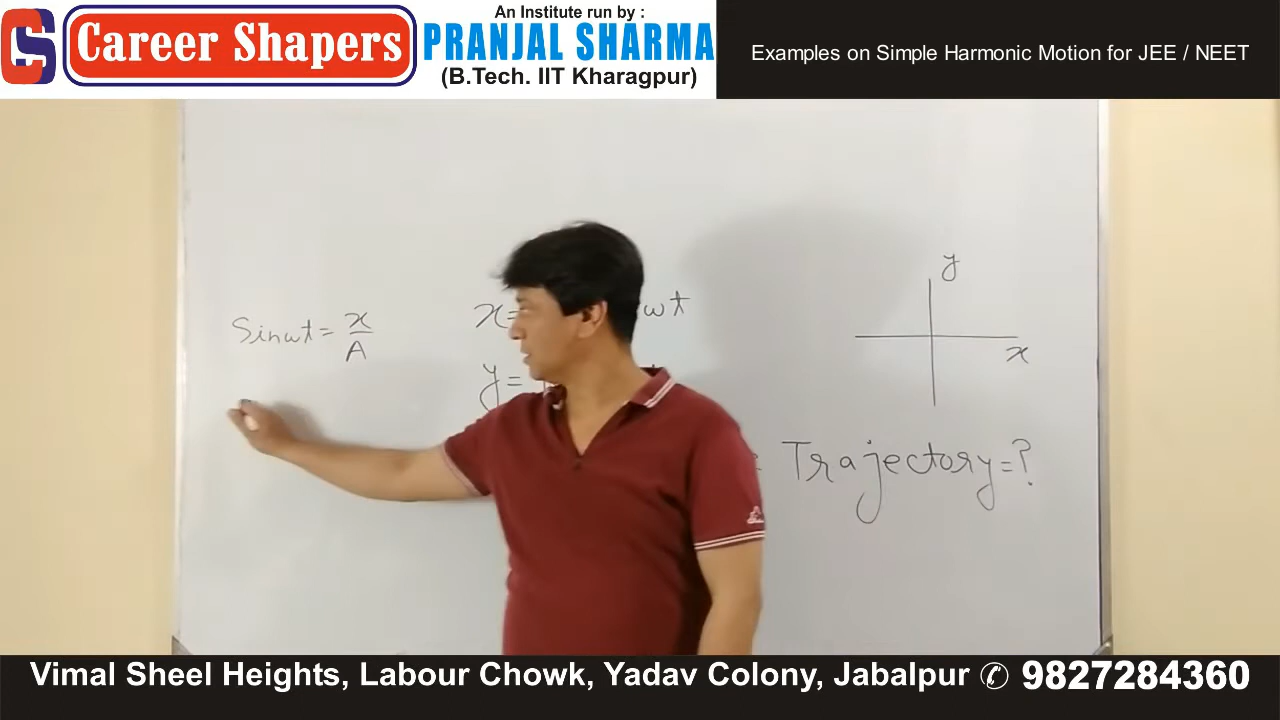 An Institute run by :
CS Career Shapers
PRANJAL SHARMA
(B.Tech. IIT Kharagpur)
Examples on Simple Harmonic Motion for JEE / NEET
Sinωt = x/A
x =
ωt
y =
y
x
Trajectory = ?
Vimal Sheel Heights, Labour Chowk, Yadav Colony, Jabalpur ✆ 9827284360